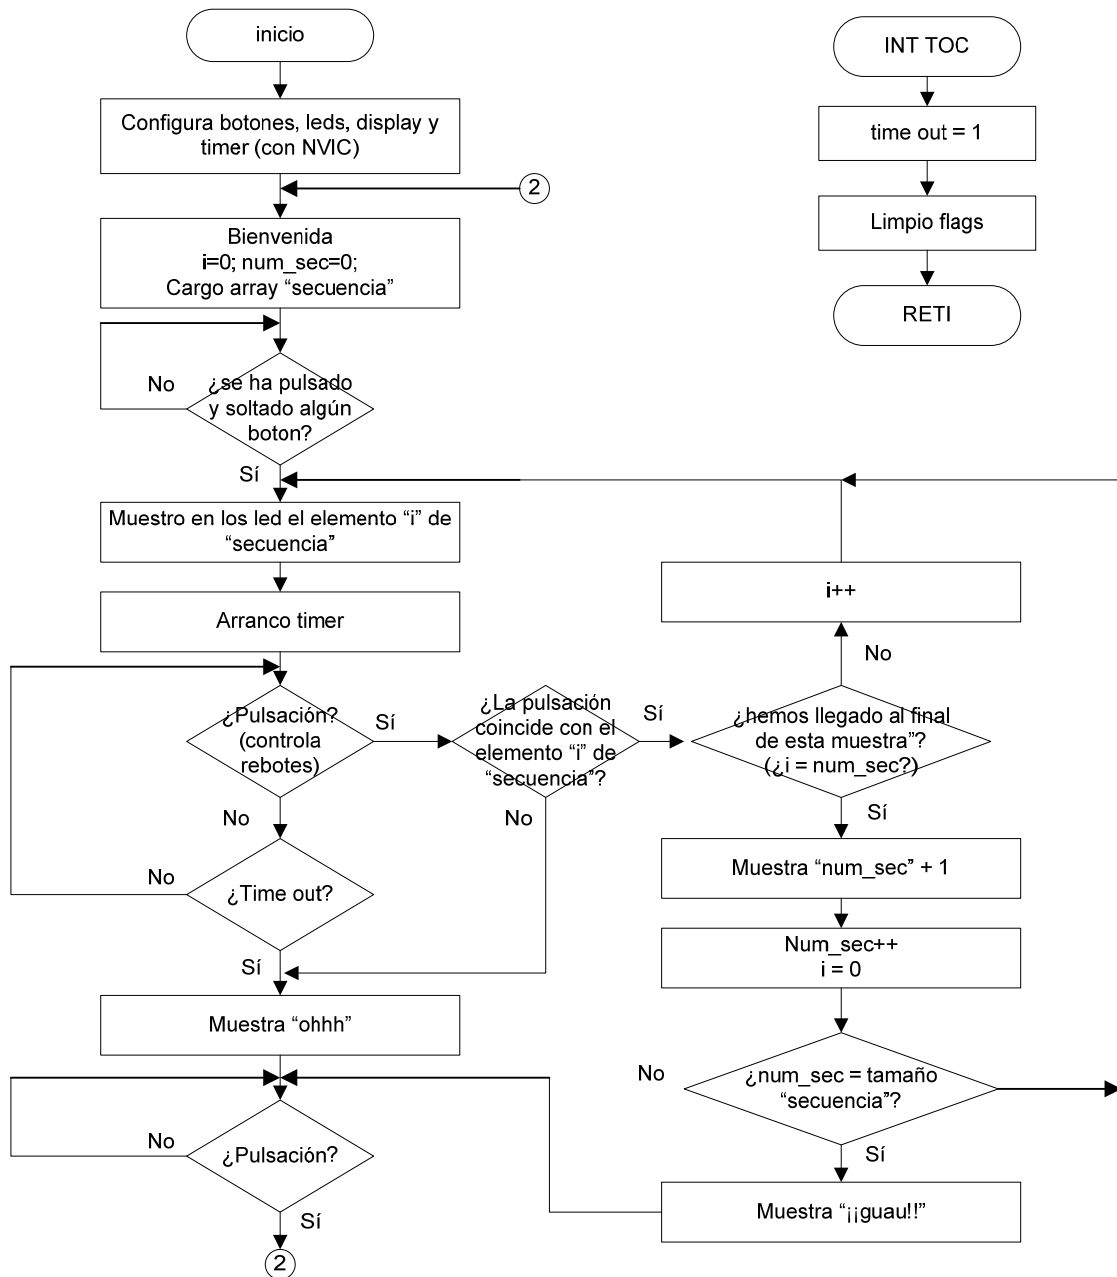 inicio
Configura botones, leds, display y
timer (con NVIC)
2
Bienvenida
i=0; num_sec=0;
Cargo array “secuencia”
¿se ha pulsado
y soltado algún
boton?
No
Sí
Muestro en los led el elemento “i” de
“secuencia”
Arranco timer
¿Pulsación?
(controla
rebotes)
Sí
No
¿La pulsación
coincide con el
elemento “i” de
“secuencia”?
Sí
No
¿hemos llegado al final
de esta muestra”?
(¿i = num_sec?)
No
i++
Sí
¿Time out?
No
Sí
Muestra “num_sec” + 1
Num_sec++
i = 0
Muestra “ohhh”
¿num_sec = tamaño
“secuencia”?
No
Sí
Muestra “¡¡guau!!”
¿Pulsación?
No
Sí
2
INT TOC
time out = 1
Limpio flags
RETI